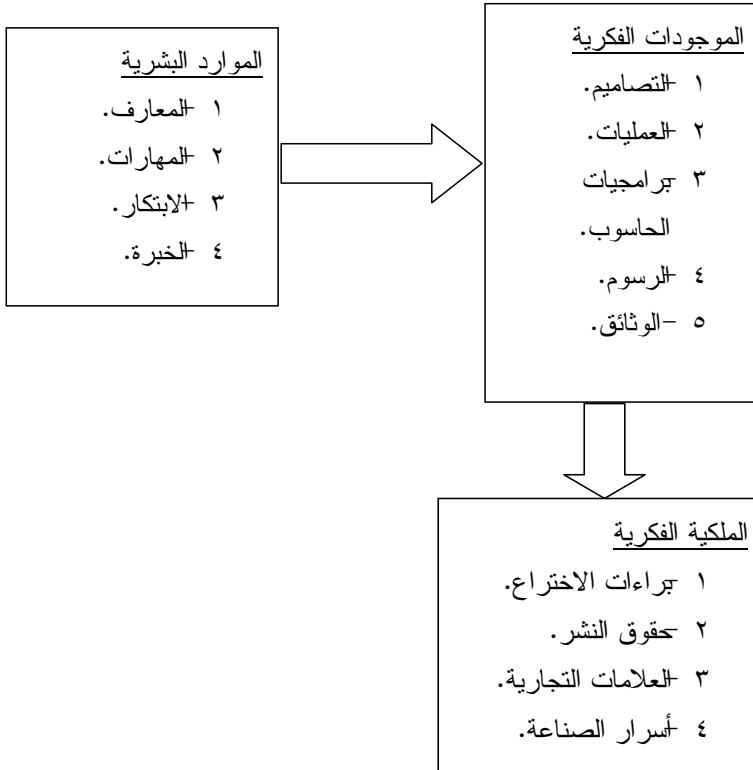 الموارد البشرية
١ -المعارف.
٢ -المهارات.
٣ -الابتكار.
٤ -الخبرة.
الموجودات الفكرية
١ -التصاميم.
٢ -العمليات.
٣ -برامجيات
الحاسوب.
٤ -الرسوم.
٥ -الوثائق.
الملكية الفكرية
١ -براءات الاختراع.
٢ -حقوق النشر.
٣ -العلامات التجارية.
٤ -أسرار الصناعة.